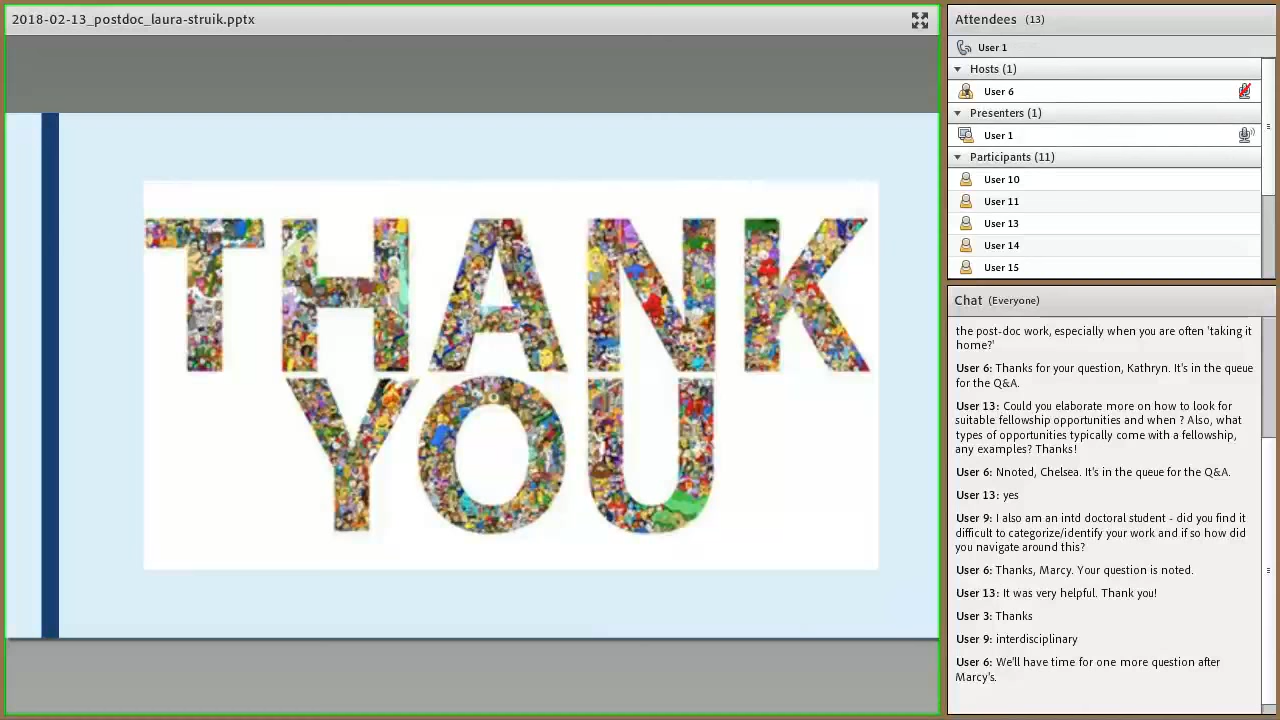 2018-02-13_postdoc_laura-struik.pptx
THANK
YOU
Attendees (13)
User 1
Hosts (1)
User 6
Presenters (1)
User 1
Participants (11)
User 10
User 11
User 13
User 14
User 15
Chat (Everyone)
the post-doc work, especially when you are often 'taking it
home?'
User 6: Thanks for your question, Kathryn. It's in the queue
for the Q&A.
User 13: Could you elaborate more on how to look for
suitable fellowship opportunities and when ? Also, what
types of opportunities typically come with a fellowship,
any examples? Thanks!
User 6: Nnoted, Chelsea. It's in the queue for the Q&A.
User 13: yes
User 9: I also am an intd doctoral student - did you find it
difficult to categorize/identify your work and if so how did
you navigate around this?
User 6: Thanks, Marcy. Your question is noted.
User 13: It was very helpful. Thank you!
User 3: Thanks
User 9: interdisciplinary
User 6: We'll have time for one more question after
Marcy's.